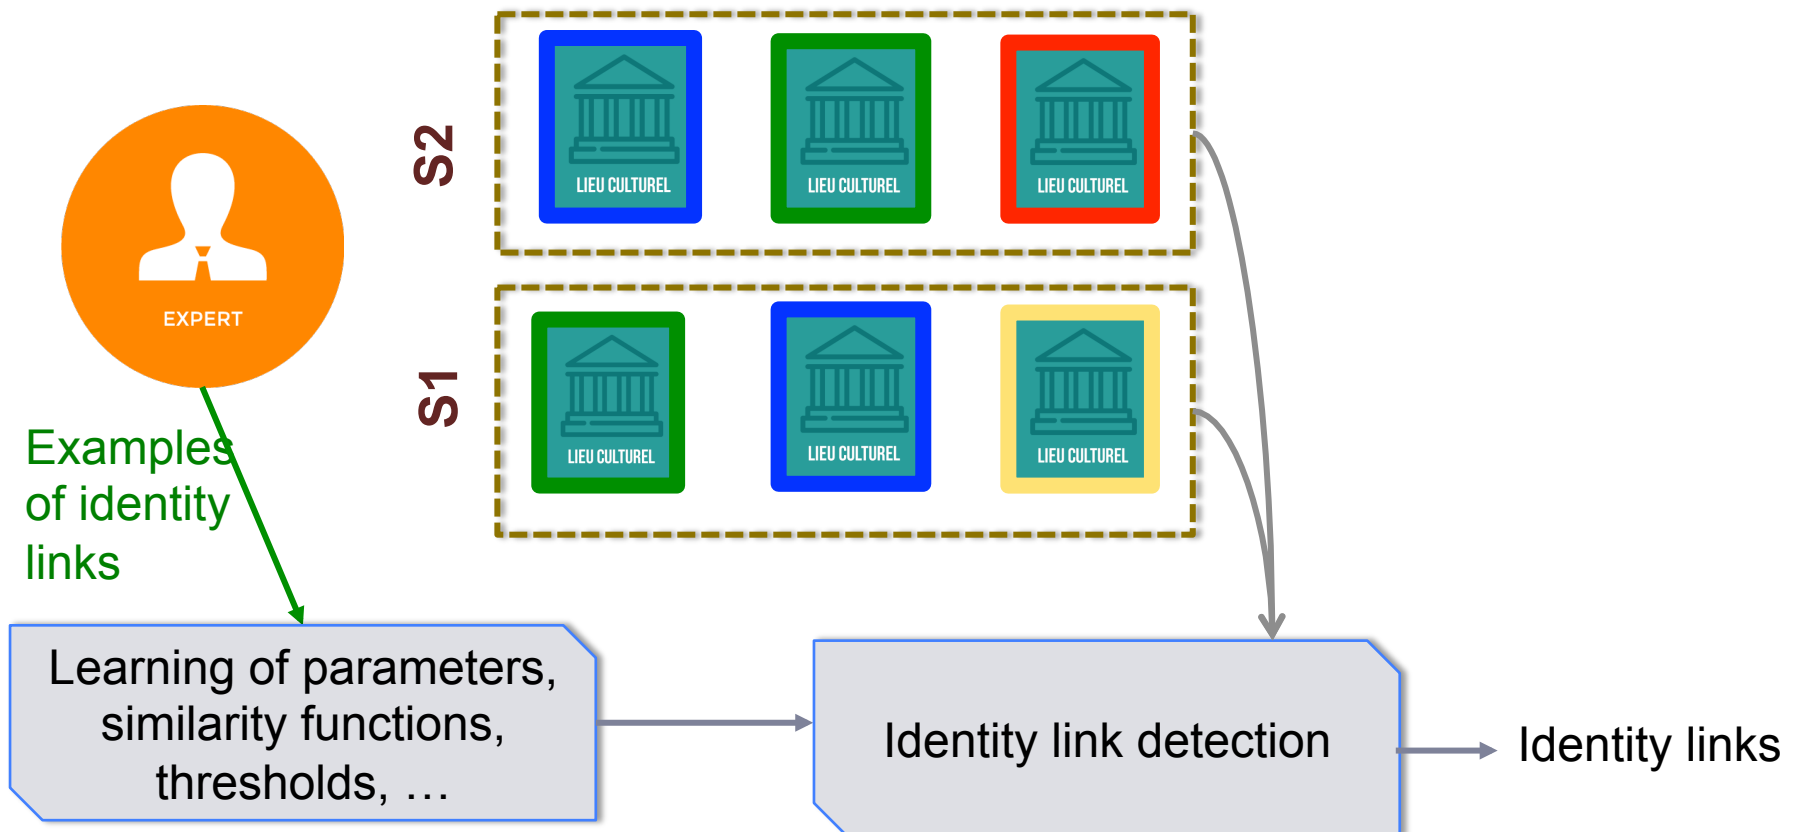 S2
LIEU CULTUREL
LIEU CULTUREL
LIEU CULTUREL
EXPERT
S1
LIEU CULTUREL
LIEU CULTUREL
LIEU CULTUREL
Examples
of identity
links
Learning of parameters,
similarity functions,
thresholds, …
Identity link detection
Identity links